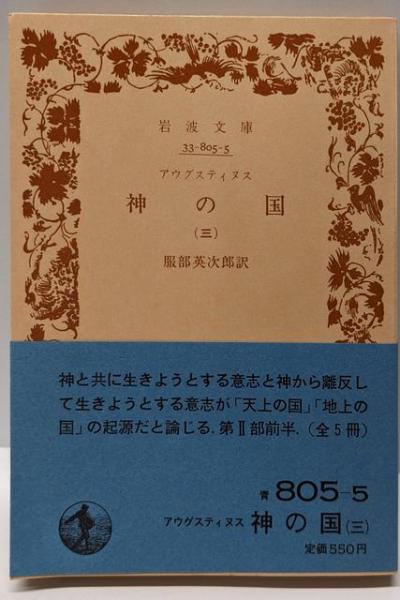 岩波文庫
33-805-5
アウグスティヌス
神の国
(三)
服部英次郎訳
神と共に生きようとする意志と神から離反し
て生きようとする意志が「天上の国」「地上の
国」の起源だと論じる.第Ⅱ部前半.(全5冊)
青 805-5
アウグスティヌス 神の国(三)
定価550円